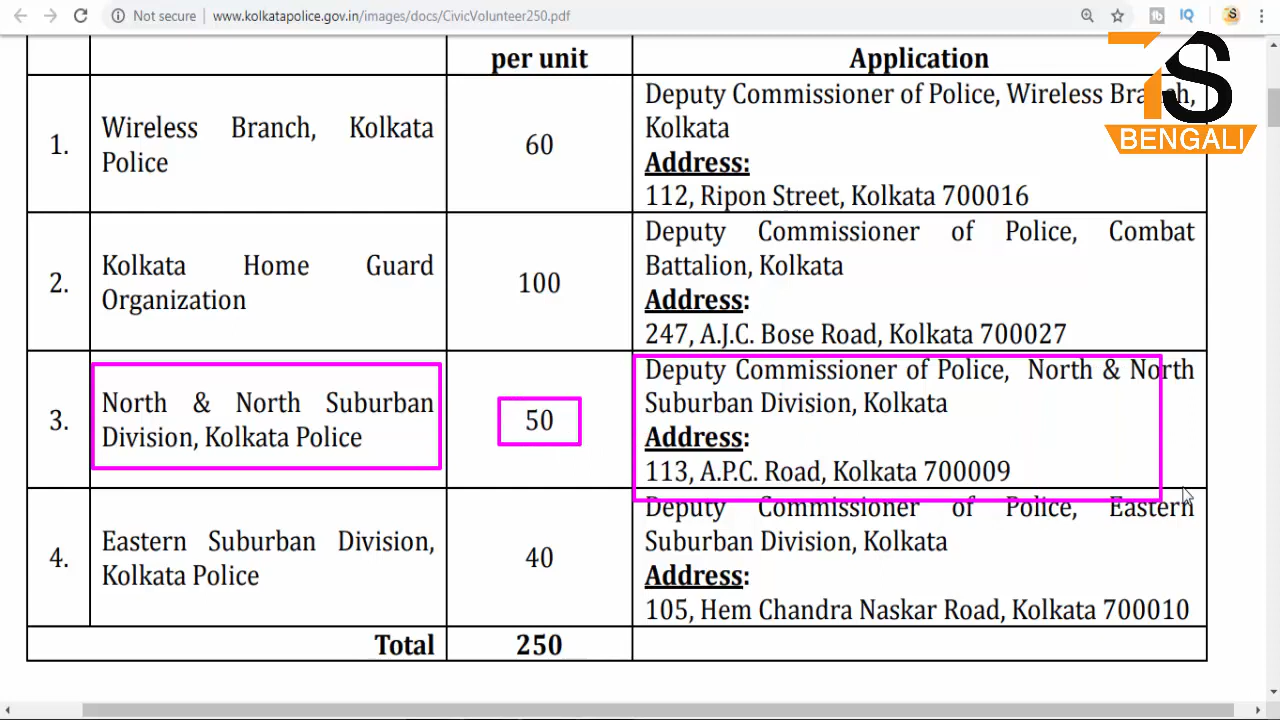 Not secure | www.kolkatapolice.gov.in/images/docs/CivicVolunteer250.pdf
per unit
Application
1.
Wireless Branch, Kolkata
Police
60
Deputy Commissioner of Police, Wireless Branch,
Kolkata
Address:
112, Ripon Street, Kolkata 700016
2.
Kolkata Home Guard
Organization
100
Deputy Commissioner of Police, Combat
Battalion, Kolkata
Address:
247, A.J.C. Bose Road, Kolkata 700027
3.
North & North Suburban
Division, Kolkata Police
50
Deputy Commissioner of Police, North & North
Suburban Division, Kolkata
Address:
113, A.P.C. Road, Kolkata 700009
4.
Eastern Suburban Division,
Kolkata Police
40
Deputy Commissioner of Police, Eastern
Suburban Division, Kolkata
Address:
105, Hem Chandra Naskar Road, Kolkata 700010
Total
250
TS
BENGALI